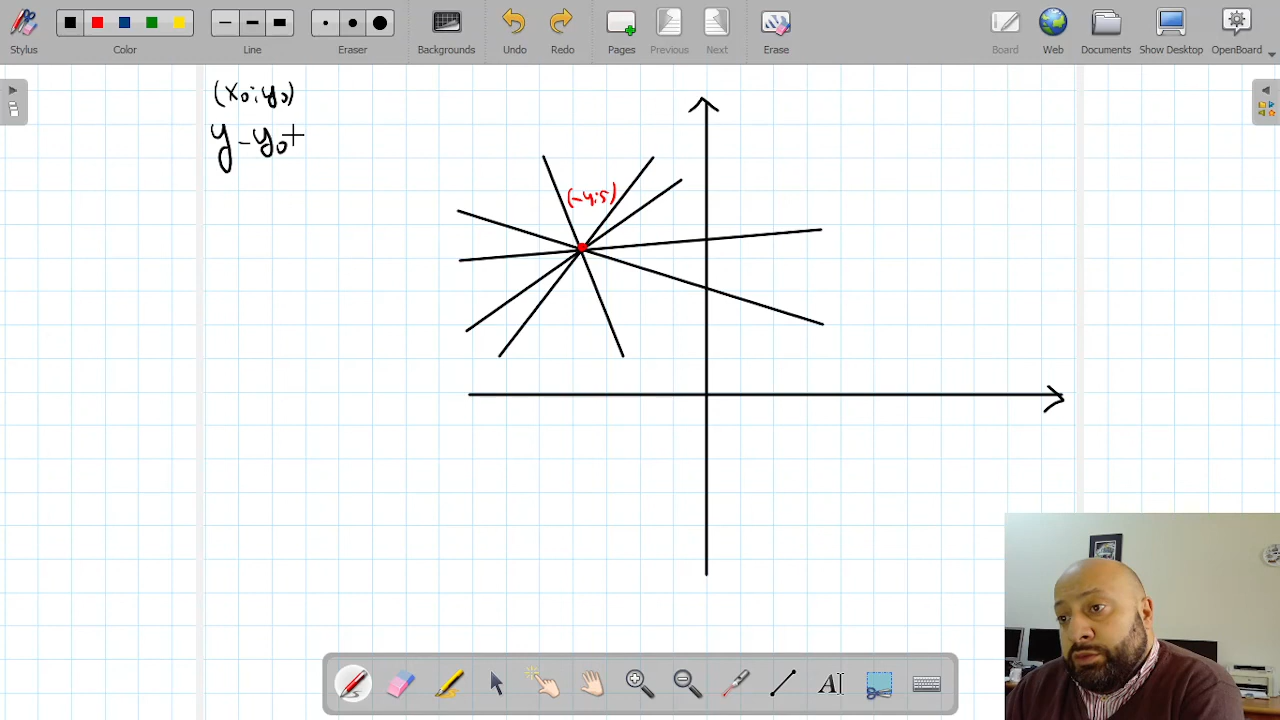 Stylus
Color
Line
Eraser
Backgrounds
Undo
Redo
Pages
Previous
Next
Erase
Board
Web
Documents
Show Desktop
OpenBoard
(x₀; y₀)
y - y₀
(-4;5)